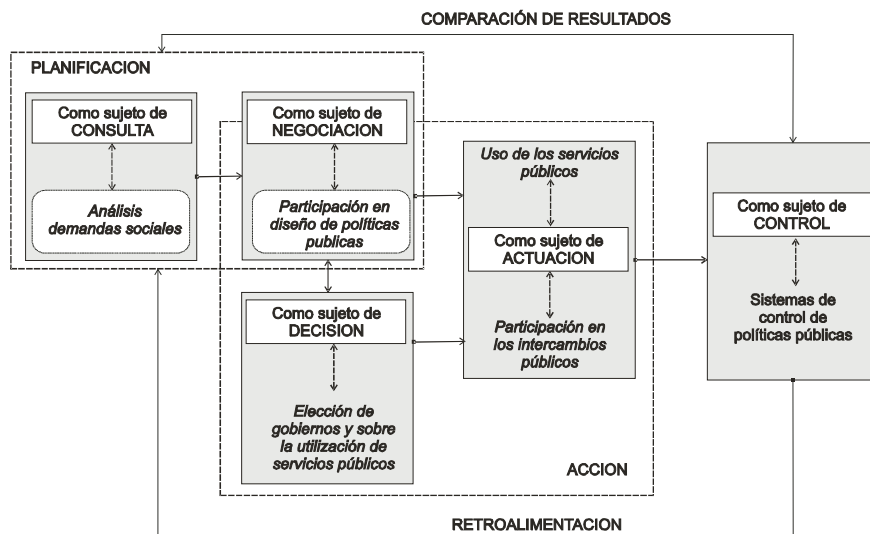 COMPARACIÓN DE RESULTADOS
PLANIFICACION
Como sujeto de
CONSULTA
Análisis
demandas sociales
Como sujeto de
NEGOCIACION
Participación en
diseño de políticas
publicas
Como sujeto de
DECISION
Elección de
gobiernos y sobre
la utilización de
servicios públicos
Uso de los servicios
públicos
Como sujeto de
ACTUACION
Participación en
los intercambios
públicos
ACCION
Como sujeto de
CONTROL
Sistemas de
control de
políticas públicas
RETROALIMENTACION